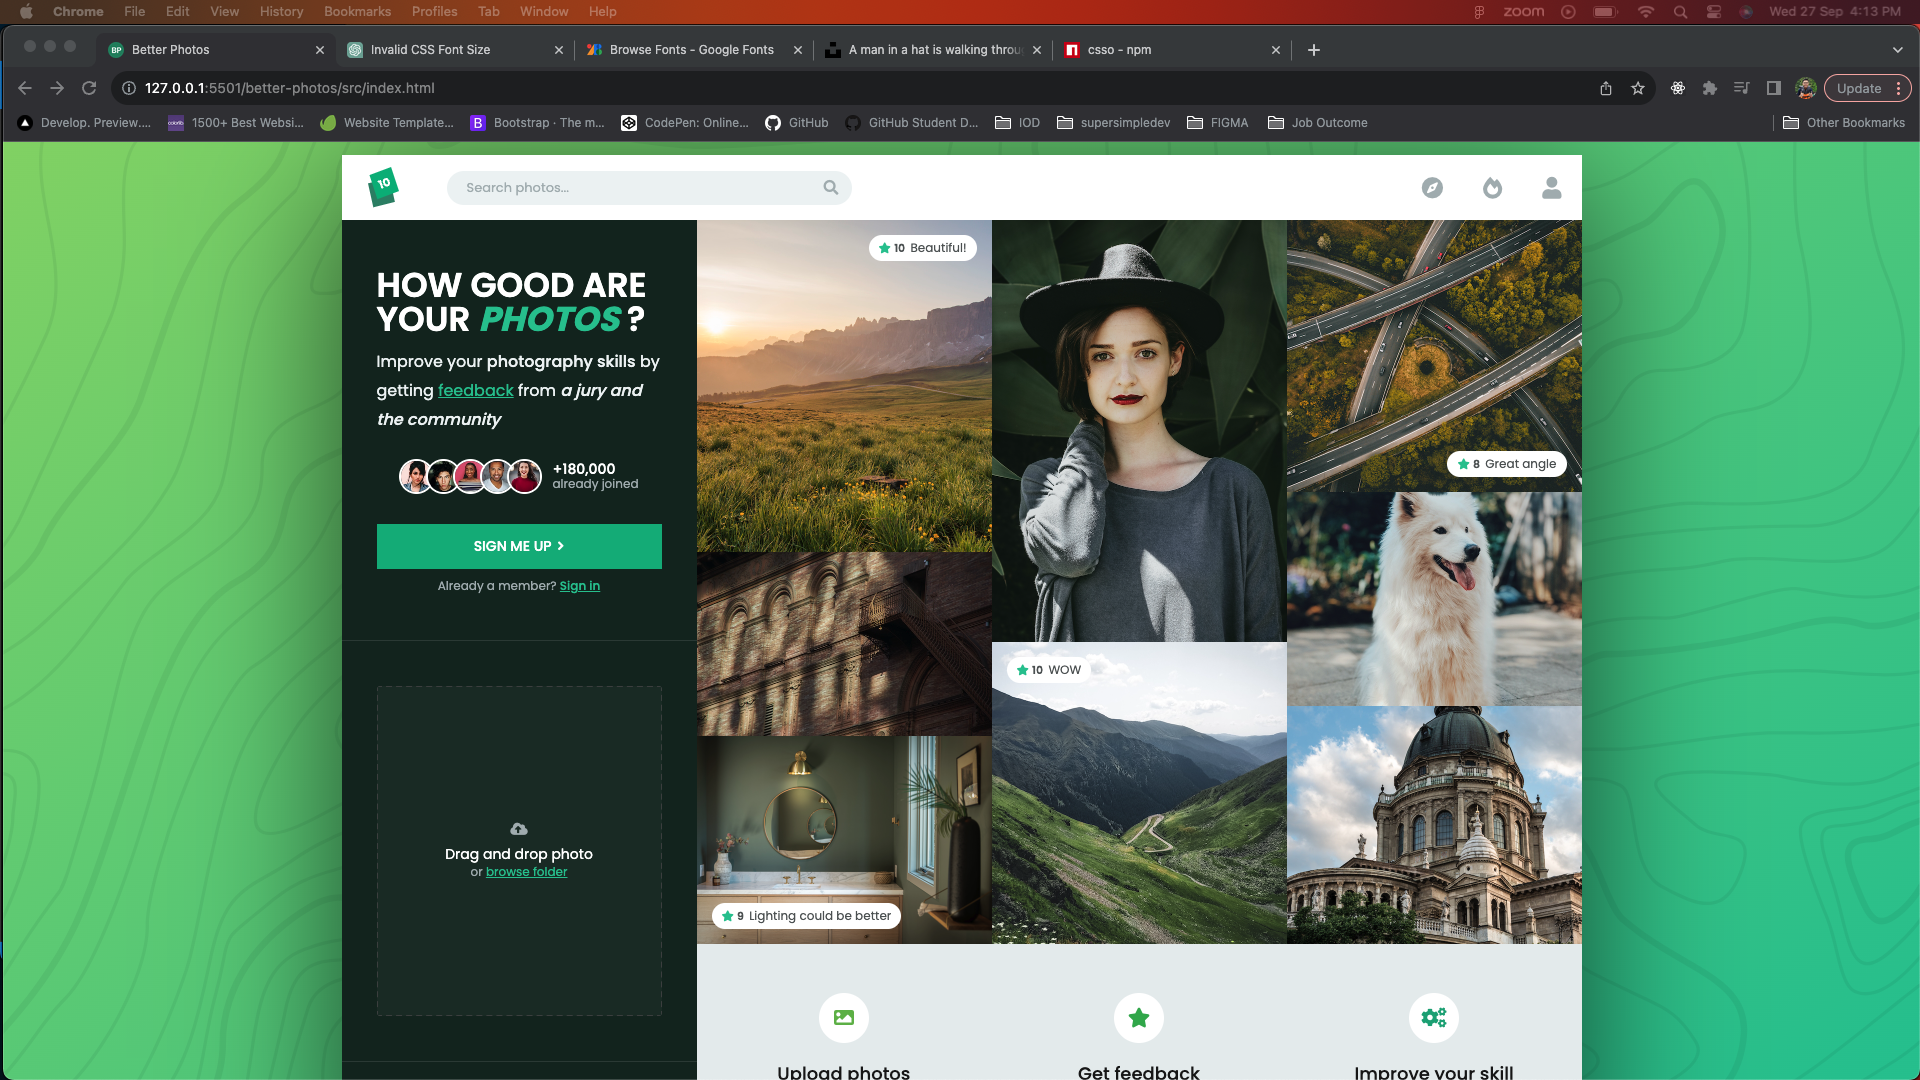 Chrome File Edit View History Bookmarks Profiles Tab Window Help zoom Wed 27 Sep 4:13 PM
BP Better Photos Invalid CSS Font Size Browse Fonts - Google Fonts A man in a hat is walking throu csso - npm
127.0.0.1:5501/better-photos/src/index.html Update
Develop. Preview.... colorlib 1500+ Best Websi... Website Template... B Bootstrap · The m... CodePen: Online... GitHub GitHub Student D... IOD supersimpledev FIGMA Job Outcome Other Bookmarks
10 Search photos...
HOW GOOD ARE
YOUR PHOTOS ?
Improve your photography skills by
getting feedback from a jury and
the community
+180,000
already joined
SIGN ME UP
Already a member? Sign in
Drag and drop photo
or browse folder
10 Beautiful!
8 Great angle
10 WOW
9 Lighting could be better
Upload photos
Get feedback
Improve your skill